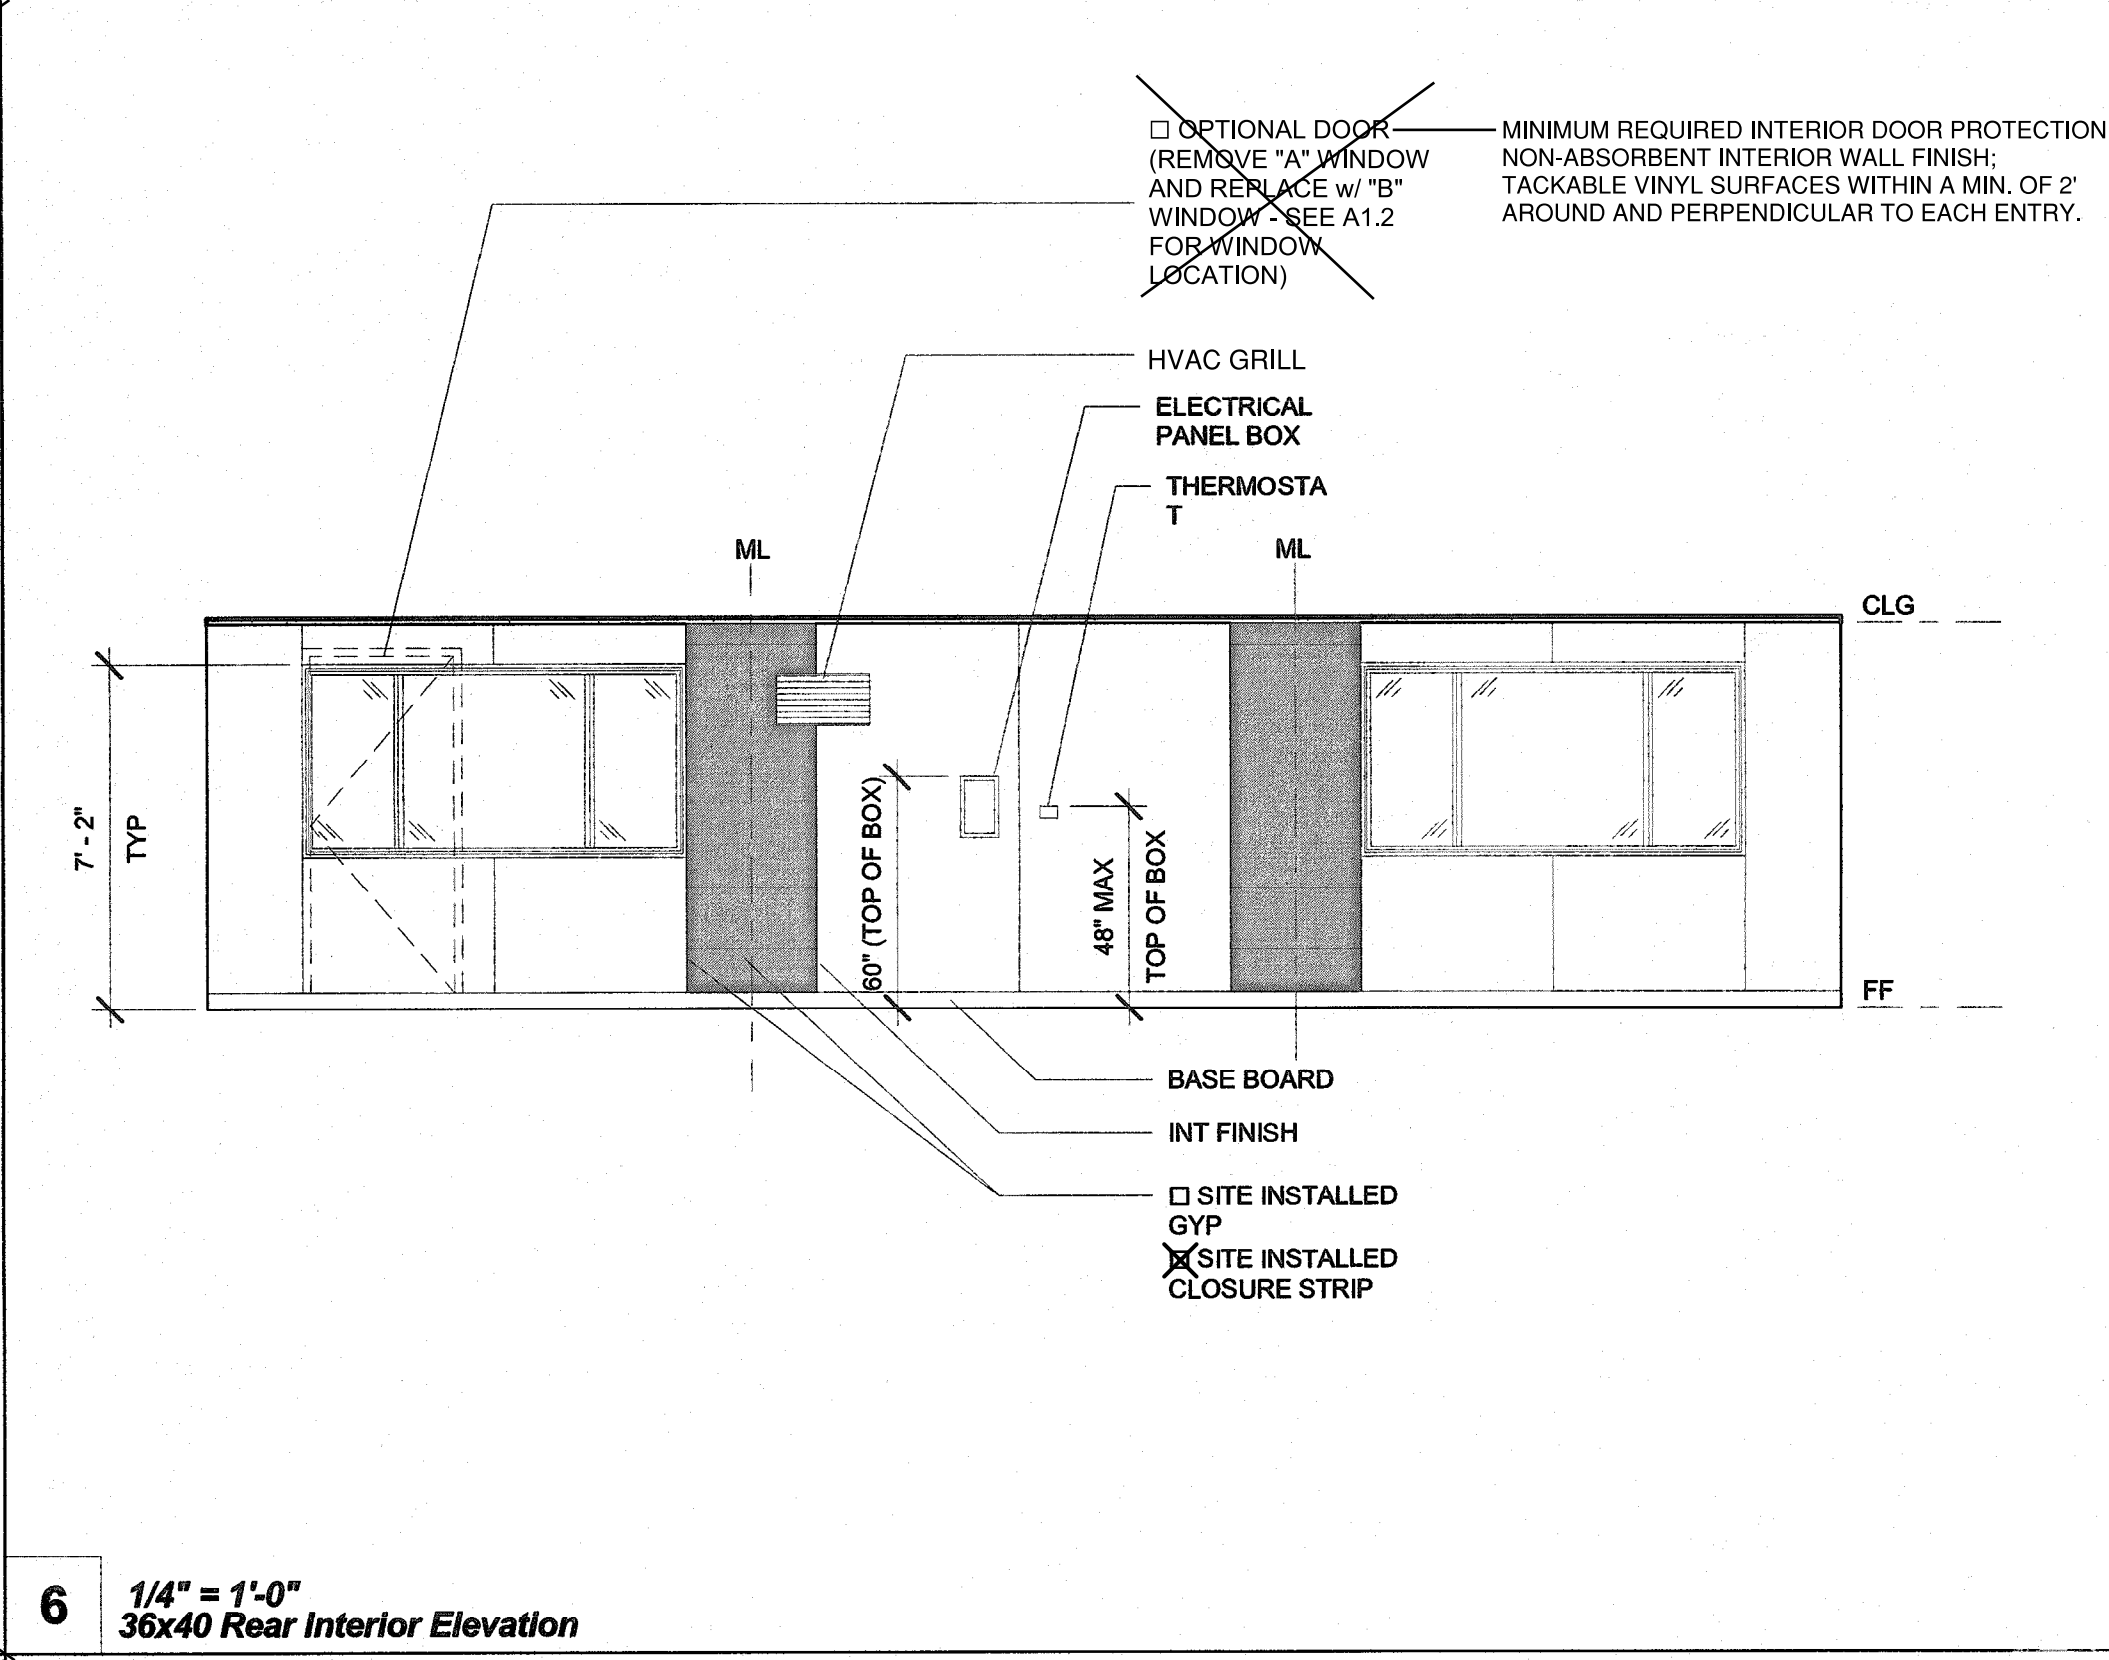 ☐ OPTIONAL DOOR
(REMOVE "A" WINDOW
AND REPLACE w/ "B"
WINDOW - SEE A1.2
FOR WINDOW
LOCATION)
MINIMUM REQUIRED INTERIOR DOOR PROTECTION
NON-ABSORBENT INTERIOR WALL FINISH;
TACKABLE VINYL SURFACES WITHIN A MIN. OF 2'
AROUND AND PERPENDICULAR TO EACH ENTRY.
HVAC GRILL
ELECTRICAL
PANEL BOX
THERMOSTA
T
ML
ML
CLG
7' - 2"
TYP
60" (TOP OF BOX)
48" MAX
TOP OF BOX
FF
BASE BOARD
INT FINISH
☐ SITE INSTALLED
GYP
☒ SITE INSTALLED
CLOSURE STRIP
6
1/4" = 1'-0"
36x40 Rear Interior Elevation